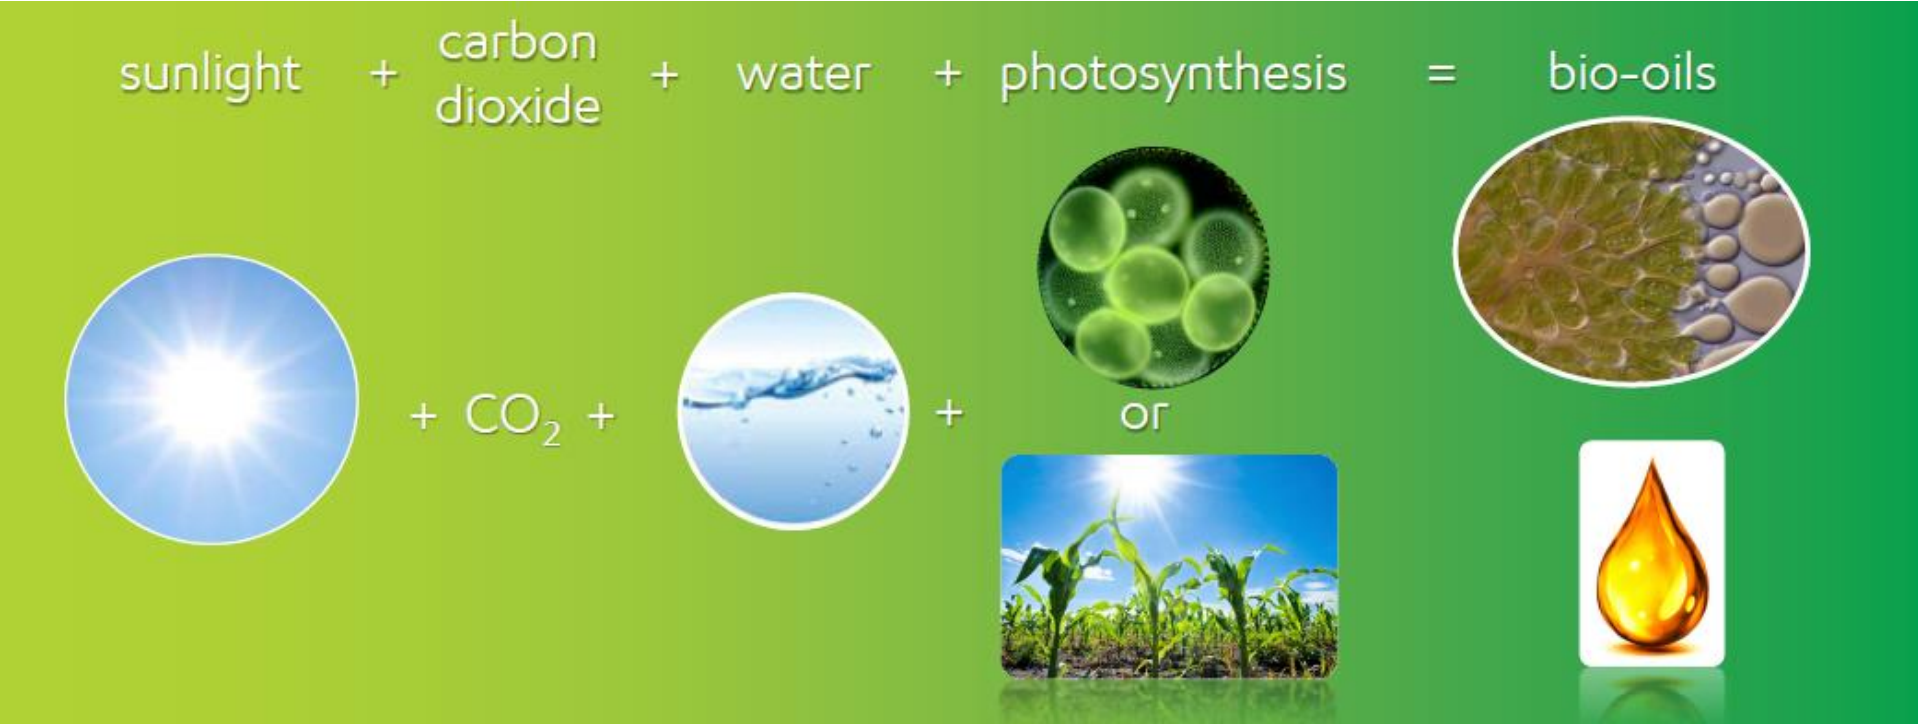 sunlight + carbon dioxide + water + photosynthesis = bio-oils
+ CO₂ + +
or